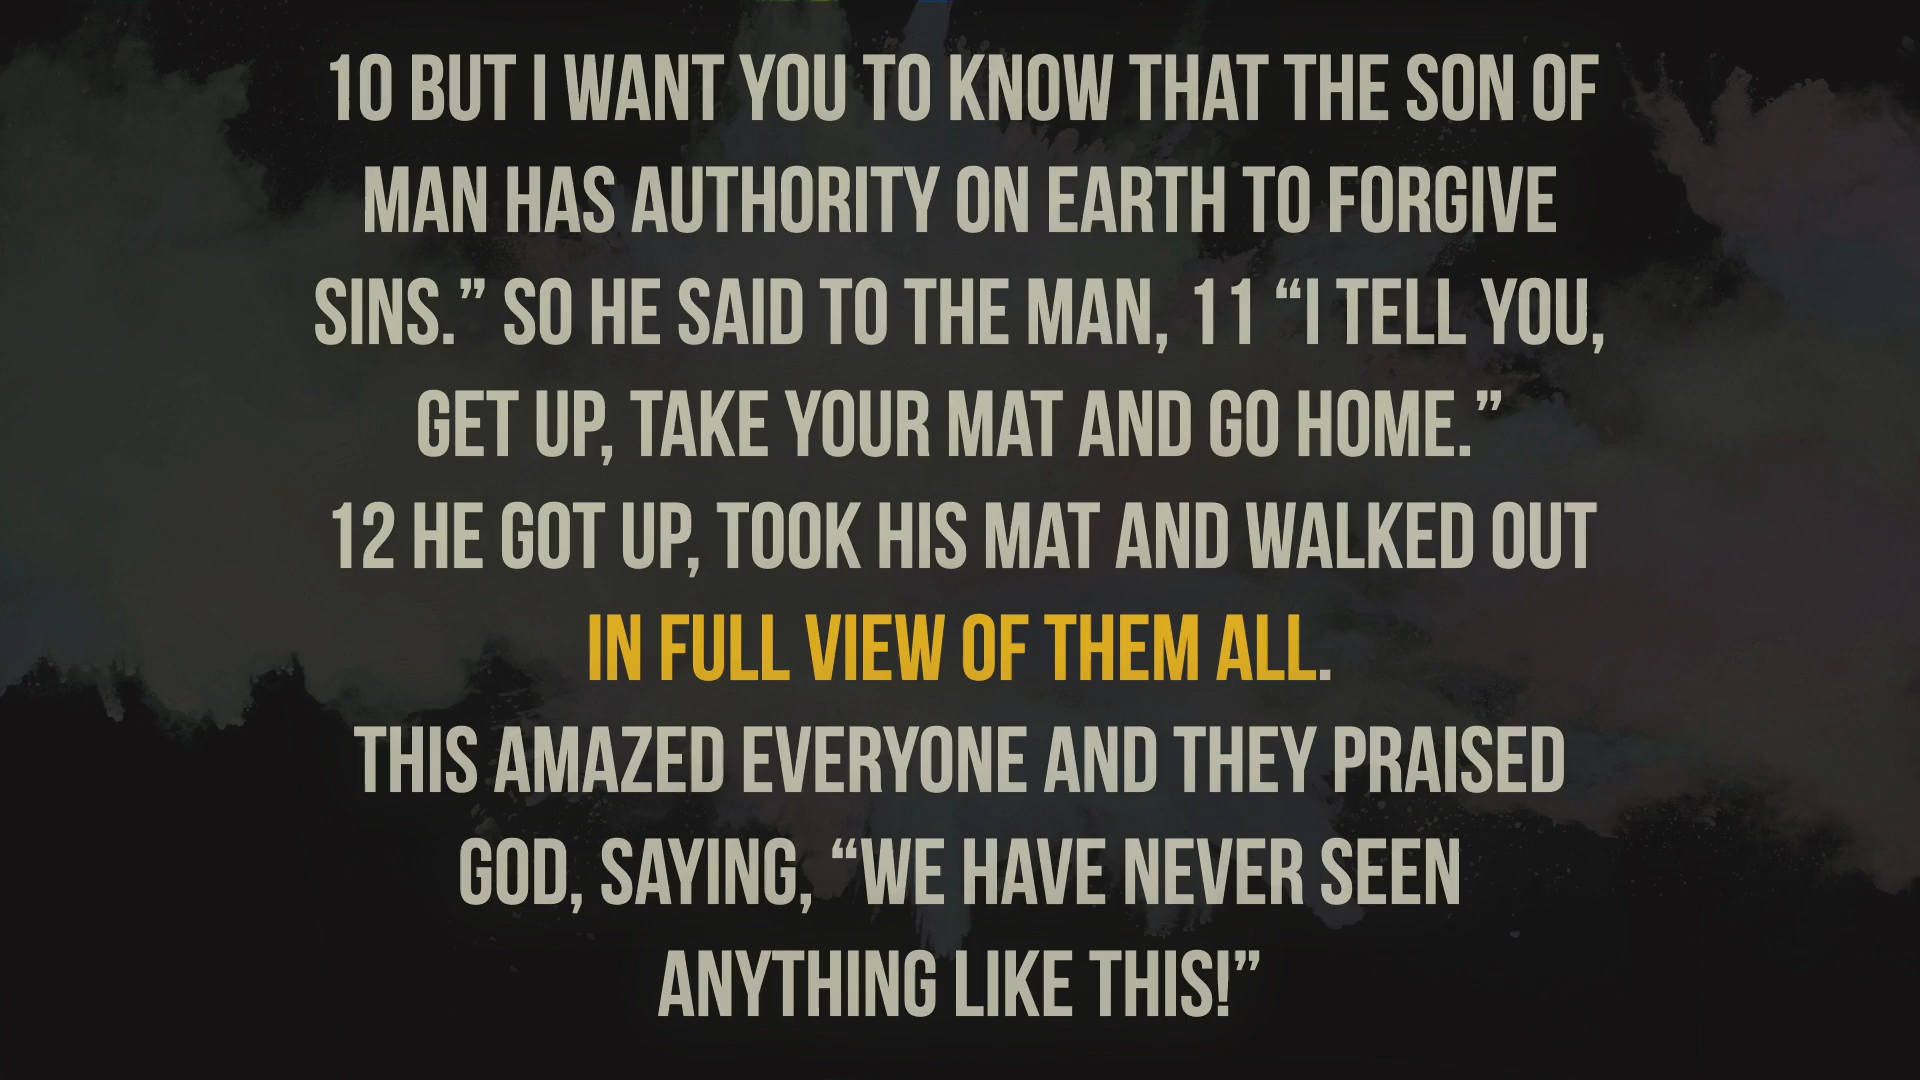 10 BUT I WANT YOU TO KNOW THAT THE SON OF
MAN HAS AUTHORITY ON EARTH TO FORGIVE
SINS.” SO HE SAID TO THE MAN, 11 “I TELL YOU,
GET UP, TAKE YOUR MAT AND GO HOME.”
12 HE GOT UP, TOOK HIS MAT AND WALKED OUT
IN FULL VIEW OF THEM ALL.
THIS AMAZED EVERYONE AND THEY PRAISED
GOD, SAYING, “WE HAVE NEVER SEEN
ANYTHING LIKE THIS!”